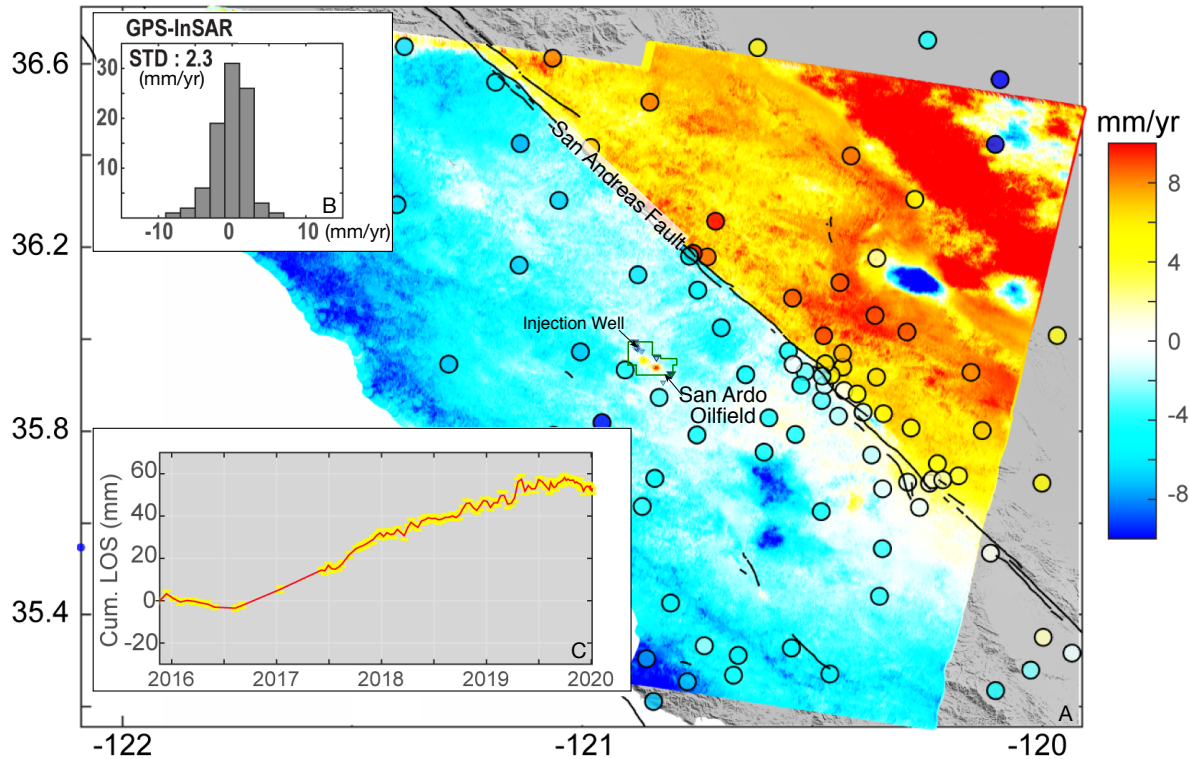 GPS-InSAR
STD : 2.3
(mm/yr)
30
20
10
B
-10 0 10 (mm/yr)
36.6
36.2
35.8
35.4
-122 -121 -120
San Andreas Fault
Injection Well
San Ardo
Oilfield
A
mm/yr
8
4
0
-4
-8
Cum. LOS (mm)
60
40
20
0
-20
C
2016 2017 2018 2019 2020